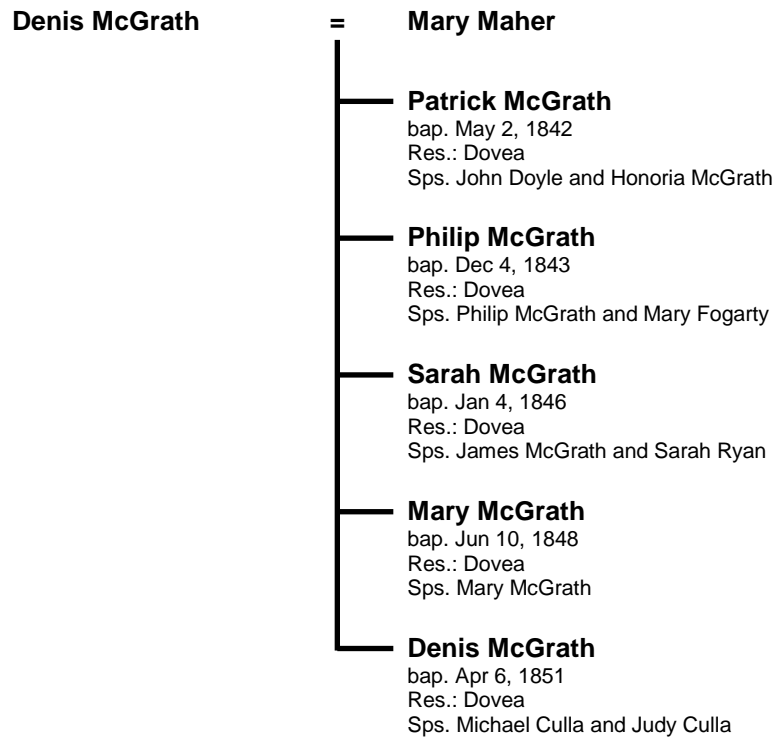 Denis McGrath = Mary Maher
Patrick McGrath
bap. May 2, 1842
Res.: Dovea
Sps. John Doyle and Honoria McGrath
Philip McGrath
bap. Dec 4, 1843
Res.: Dovea
Sps. Philip McGrath and Mary Fogarty
Sarah McGrath
bap. Jan 4, 1846
Res.: Dovea
Sps. James McGrath and Sarah Ryan
Mary McGrath
bap. Jun 10, 1848
Res.: Dovea
Sps. Mary McGrath
Denis McGrath
bap. Apr 6, 1851
Res.: Dovea
Sps. Michael Culla and Judy Culla